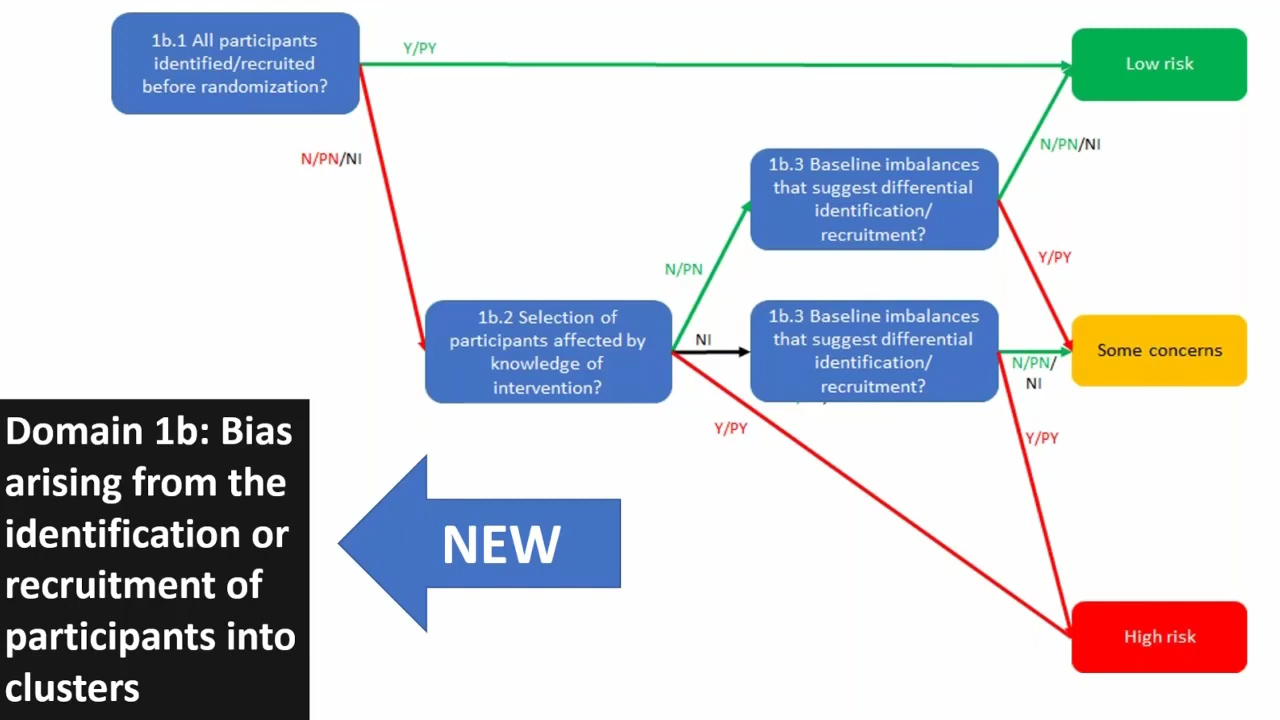 1b.1 All participants
identified/recruited
before randomization?
Y/PY
Low risk
N/PN/NI
N/PN/NI
1b.3 Baseline imbalances
that suggest differential
identification/
recruitment?
N/PN
Y/PY
1b.2 Selection of
participants affected by
knowledge of
intervention?
NI
1b.3 Baseline imbalances
that suggest differential
identification/
recruitment?
Some concerns
N/PN/
NI
Y/PY
Y/PY
Domain 1b: Bias
arising from the
identification or
recruitment of
participants into
clusters
NEW
High risk